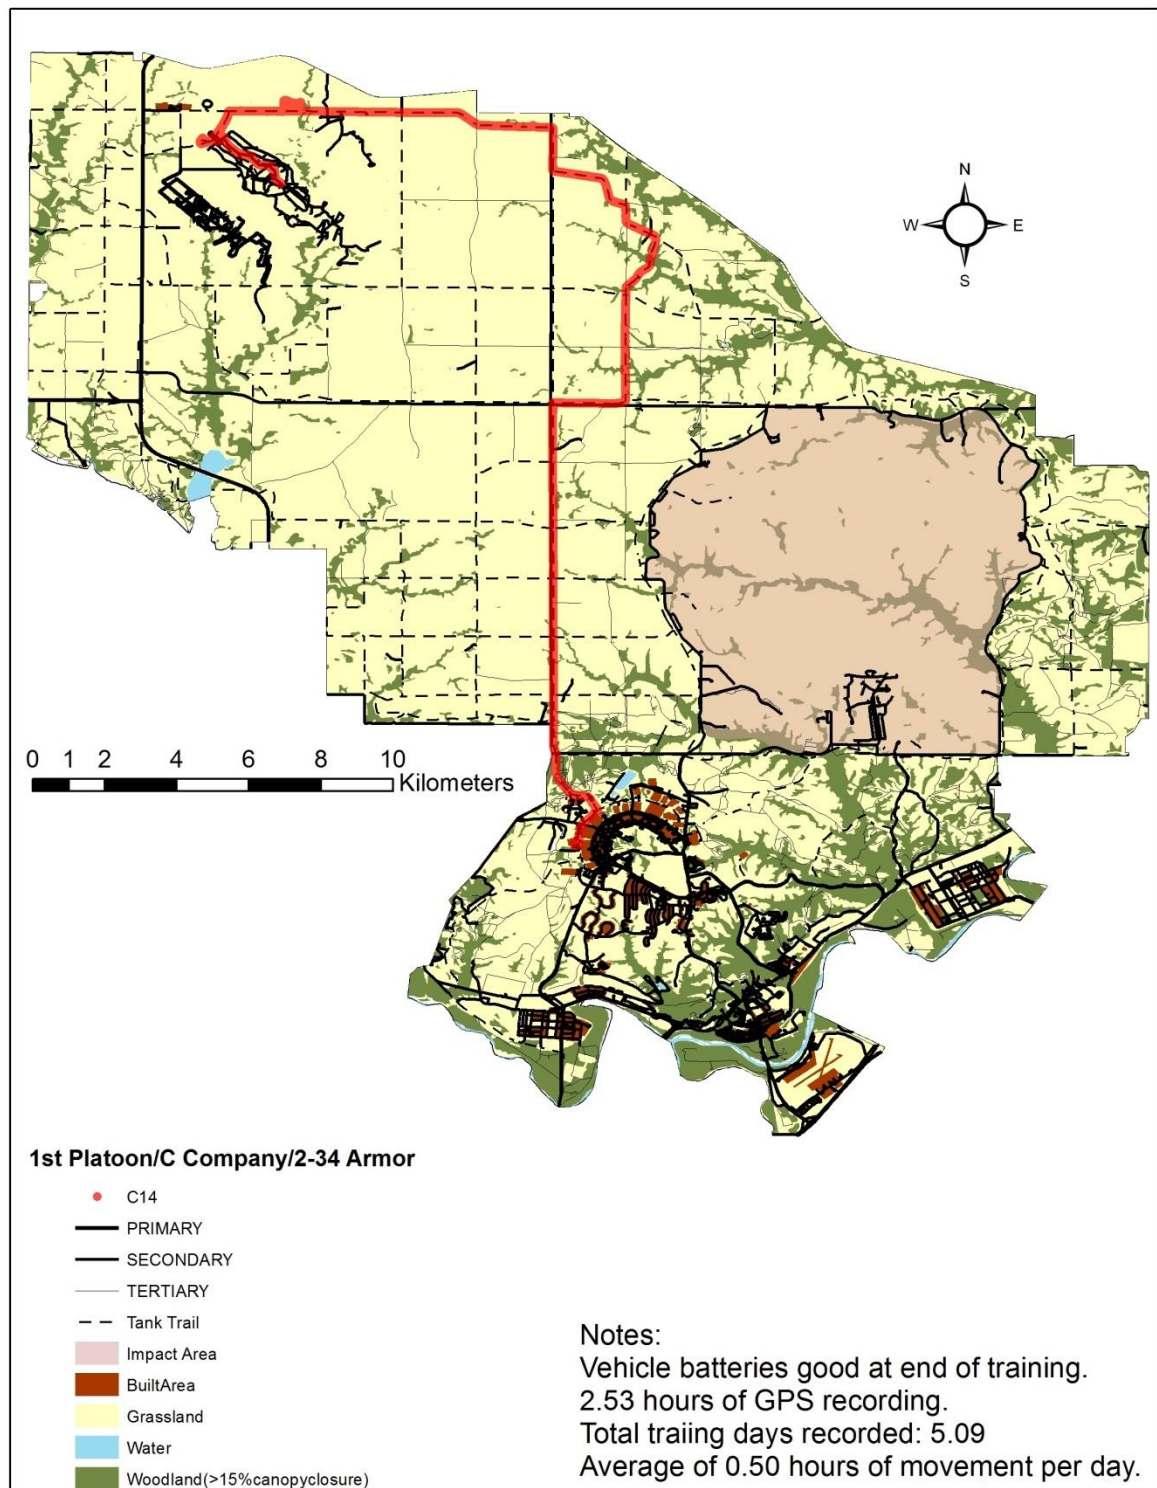 N
W
E
S
0 1 2 4 6 8 10
Kilometers
1st Platoon/C Company/2-34 Armor
C14
PRIMARY
SECONDARY
TERTIARY
Tank Trail
Impact Area
BuiltArea
Grassland
Water
Woodland(>15%canopyclosure)
Notes:
Vehicle batteries good at end of training.
2.53 hours of GPS recording.
Total traiing days recorded: 5.09
Average of 0.50 hours of movement per day.